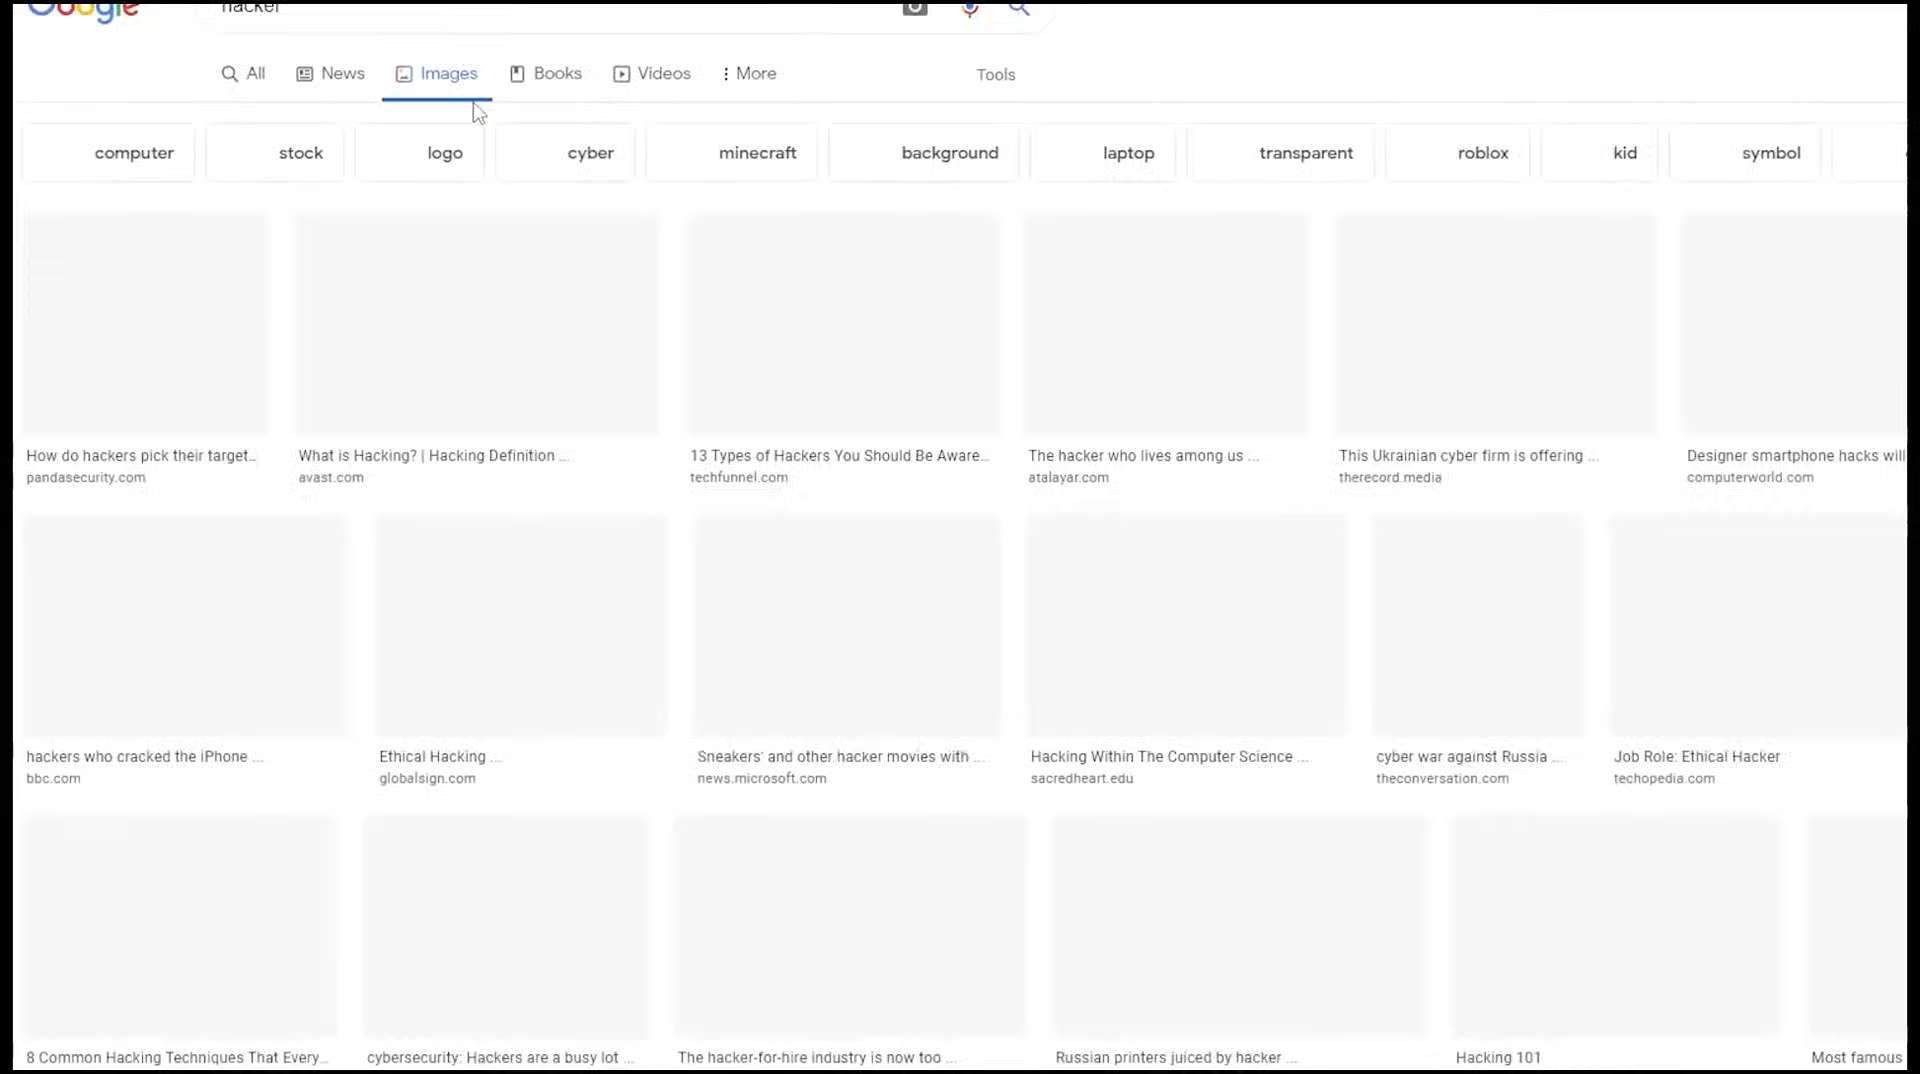 Google
hacker
All News Images Books Videos More Tools
computer stock logo cyber minecraft background laptop transparent roblox kid symbol
How do hackers pick their target... What is Hacking? | Hacking Definition ... 13 Types of Hackers You Should Be Aware... The hacker who lives among us ... This Ukrainian cyber firm is offering ... Designer smartphone hacks will
pandasecurity.com avast.com techfunnel.com atalayar.com therecord.media computerworld.com
hackers who cracked the iPhone ... Ethical Hacking ... Sneakers' and other hacker movies with ... Hacking Within The Computer Science ... cyber war against Russia ... Job Role: Ethical Hacker
bbc.com globalsign.com news.microsoft.com sacredheart.edu theconversation.com techopedia.com
8 Common Hacking Techniques That Every... cybersecurity: Hackers are a busy lot ... The hacker-for-hire industry is now too ... Russian printers juiced by hacker ... Hacking 101 Most famous